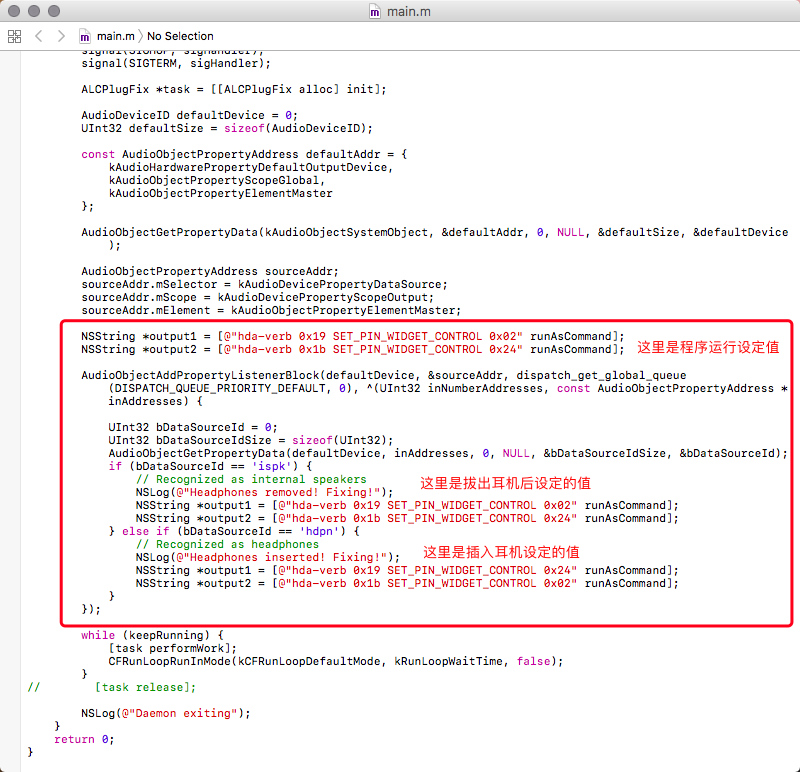 main.m
main.m No Selection
signal(SIGHUP, sigHandler);
signal(SIGTERM, sigHandler);
ALCPlugFix *task = [[ALCPlugFix alloc] init];
AudioDeviceID defaultDevice = 0;
UInt32 defaultSize = sizeof(AudioDeviceID);
const AudioObjectPropertyAddress defaultAddr = {
kAudioHardwarePropertyDefaultOutputDevice,
kAudioObjectPropertyScopeGlobal,
kAudioObjectPropertyElementMaster
};
AudioObjectGetPropertyData(kAudioObjectSystemObject, &defaultAddr, 0, NULL, &defaultSize, &defaultDevice
);
AudioObjectPropertyAddress sourceAddr;
sourceAddr.mSelector = kAudioDevicePropertyDataSource;
sourceAddr.mScope = kAudioDevicePropertyScopeOutput;
sourceAddr.mElement = kAudioObjectPropertyElementMaster;
NSString *output1 = [@"hda-verb 0x19 SET_PIN_WIDGET_CONTROL 0x02" runAsCommand];
NSString *output2 = [@"hda-verb 0x1b SET_PIN_WIDGET_CONTROL 0x24" runAsCommand]; 这里是程序运行设定值
AudioObjectAddPropertyListenerBlock(defaultDevice, &sourceAddr, dispatch_get_global_queue
(DISPATCH_QUEUE_PRIORITY_DEFAULT, 0), ^(UInt32 inNumberAddresses, const AudioObjectPropertyAddress *
inAddresses) {
UInt32 bDataSourceId = 0;
UInt32 bDataSourceIdSize = sizeof(UInt32);
AudioObjectGetPropertyData(defaultDevice, inAddresses, 0, NULL, &bDataSourceIdSize, &bDataSourceId);
if (bDataSourceId == 'ispk') {
// Recognized as internal speakers 这里是拔出耳机后设定的值
NSLog(@"Headphones removed! Fixing!");
NSString *output1 = [@"hda-verb 0x19 SET_PIN_WIDGET_CONTROL 0x02" runAsCommand];
NSString *output2 = [@"hda-verb 0x1b SET_PIN_WIDGET_CONTROL 0x24" runAsCommand];
} else if (bDataSourceId == 'hdpn') {
// Recognized as headphones 这里是插入耳机设定的值
NSLog(@"Headphones inserted! Fixing!");
NSString *output1 = [@"hda-verb 0x19 SET_PIN_WIDGET_CONTROL 0x24" runAsCommand];
NSString *output2 = [@"hda-verb 0x1b SET_PIN_WIDGET_CONTROL 0x02" runAsCommand];
}
});
while (keepRunning) {
[task performWork];
CFRunLoopRunInMode(kCFRunLoopDefaultMode, kRunLoopWaitTime, false);
}
// [task release];
NSLog(@"Daemon exiting");
}
return 0;
}